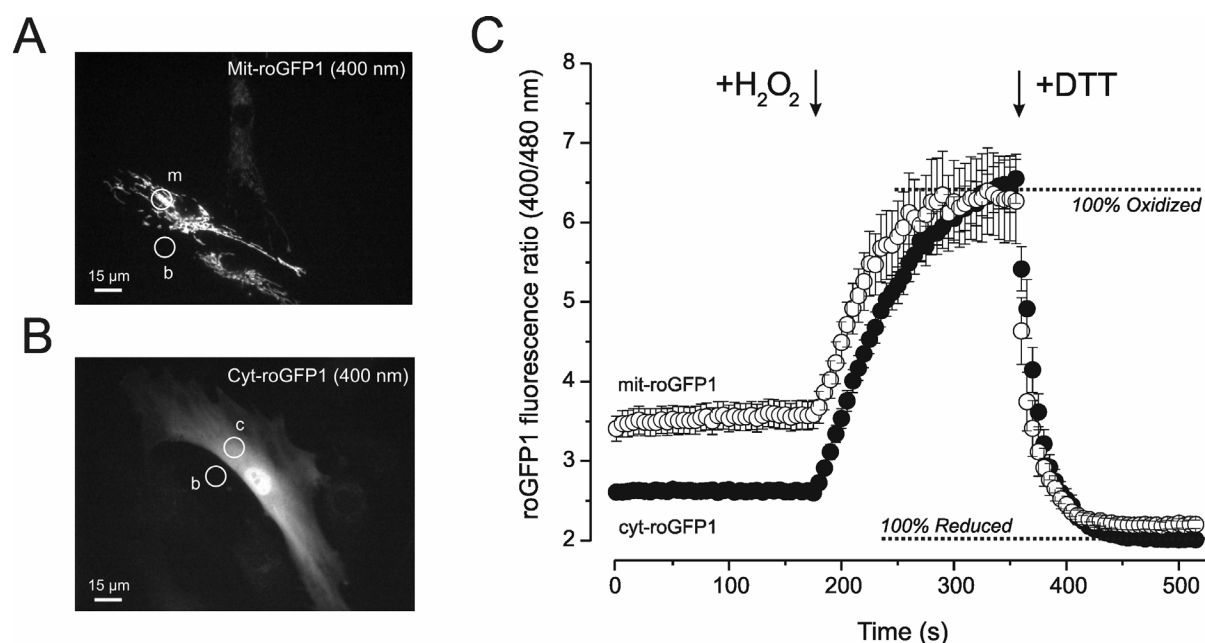 A
Mit-roGFP1 (400 nm)
m
b
15 µm
B
Cyt-roGFP1 (400 nm)
c
b
15 µm
C
roGFP1 fluorescence ratio (400/480 nm)
8
7
6
5
4
3
2
+H₂O₂
+DTT
100% Oxidized
mit-roGFP1
cyt-roGFP1
100% Reduced
0 100 200 300 400 500
Time (s)